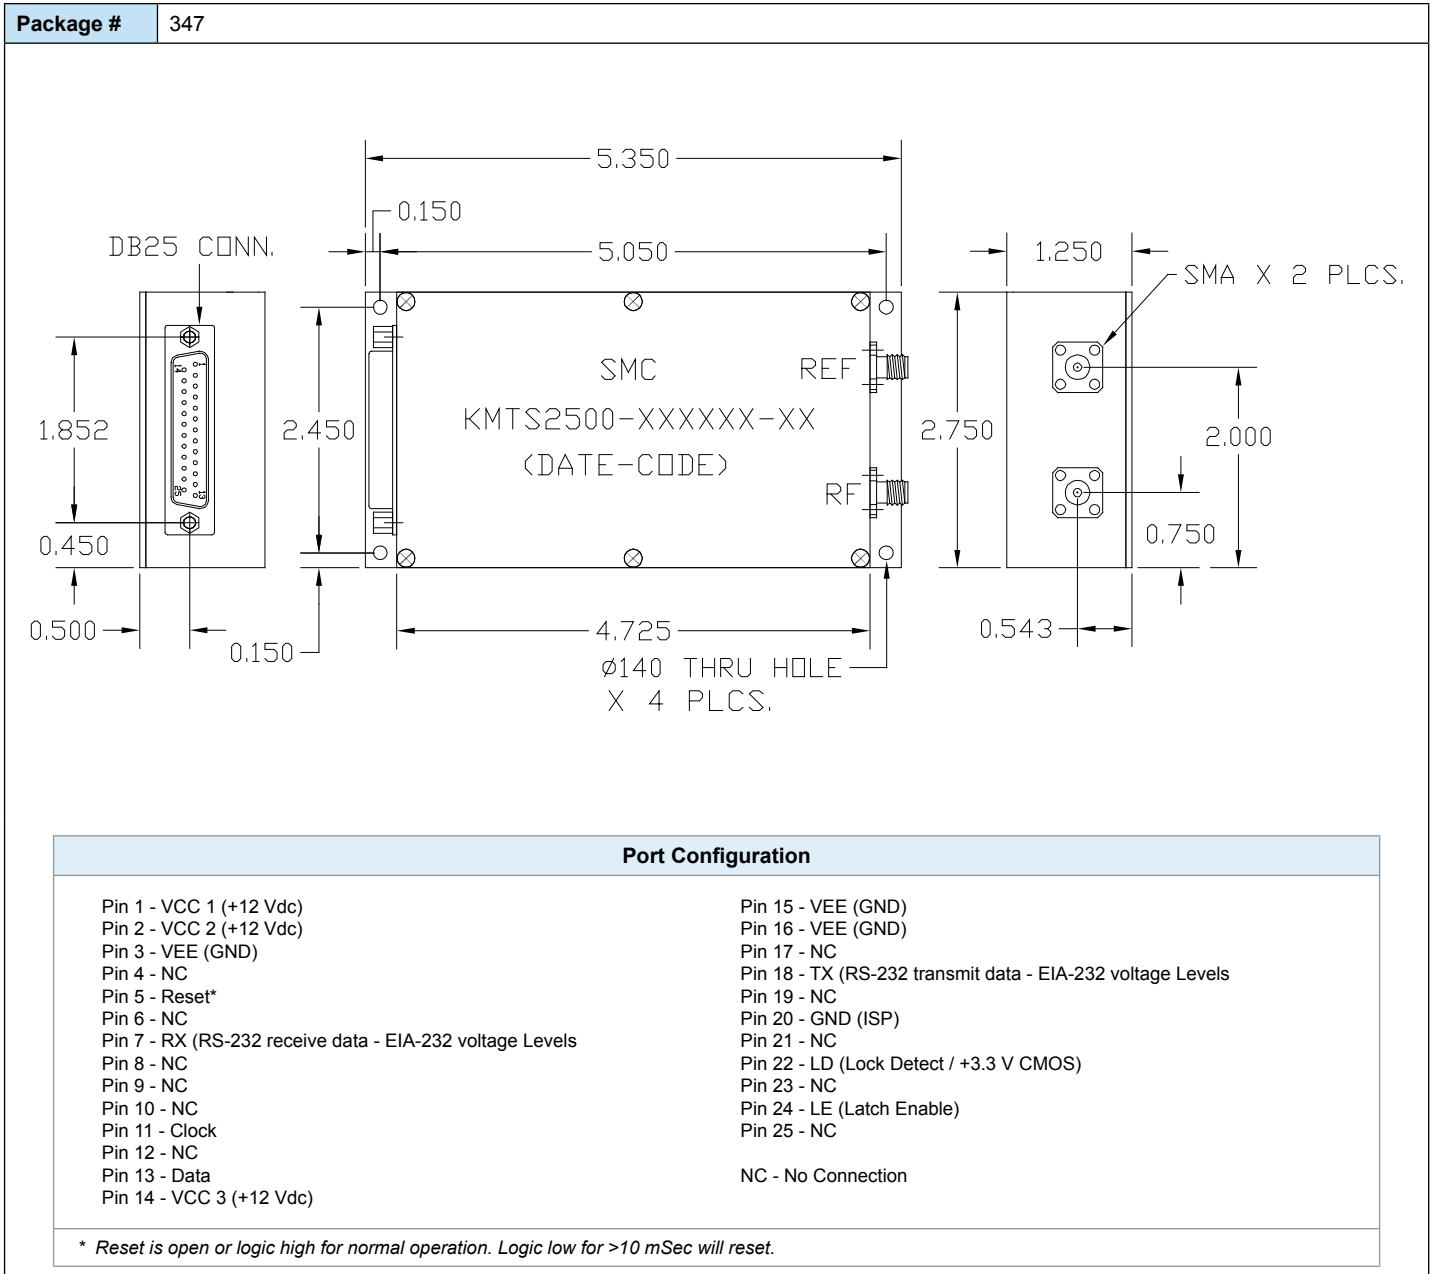 Package # 347
5.350
0.150
DB25 CONN.
5.050
1.250
SMA X 2 PLCS.
1
14
SMC
REF
KMTS2500-XXXXXX-XX
1.852
2.450
2.750
2.000
(DATE-CODE)
RF
25
13
0.450
0.750
0.500
0.150
4.725
0.543
Ø140 THRU HOLE
X 4 PLCS.
Port Configuration
Pin 1 - VCC 1 (+12 Vdc)
Pin 2 - VCC 2 (+12 Vdc)
Pin 3 - VEE (GND)
Pin 4 - NC
Pin 5 - Reset*
Pin 6 - NC
Pin 7 - RX (RS-232 receive data - EIA-232 voltage Levels
Pin 8 - NC
Pin 9 - NC
Pin 10 - NC
Pin 11 - Clock
Pin 12 - NC
Pin 13 - Data
Pin 14 - VCC 3 (+12 Vdc)
Pin 15 - VEE (GND)
Pin 16 - VEE (GND)
Pin 17 - NC
Pin 18 - TX (RS-232 transmit data - EIA-232 voltage Levels
Pin 19 - NC
Pin 20 - GND (ISP)
Pin 21 - NC
Pin 22 - LD (Lock Detect / +3.3 V CMOS)
Pin 23 - NC
Pin 24 - LE (Latch Enable)
Pin 25 - NC
NC - No Connection
* Reset is open or logic high for normal operation. Logic low for >10 mSec will reset.